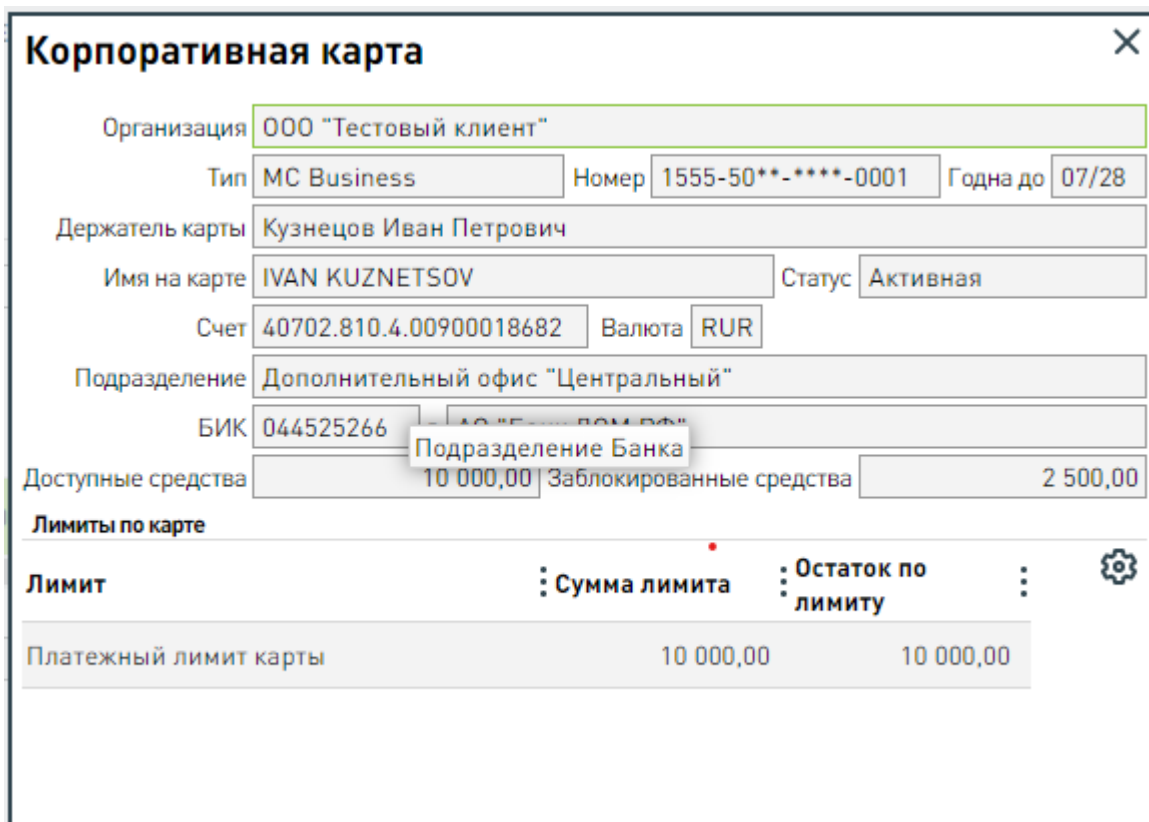 Корпоративная карта
Организация ООО "Тестовый клиент"
Тип MC Business Номер 1555-50**-****-0001 Годна до 07/28
Держатель карты Кузнецов Иван Петрович
Имя на карте IVAN KUZNETSOV Статус Активная
Счет 40702.810.4.00900018682 Валюта RUR
Подразделение Дополнительный офис "Центральный"
БИК 044525266
Подразделение Банка
Доступные средства 10 000,00 Заблокированные средства 2 500,00
Лимиты по карте
Лимит Сумма лимита Остаток по
лимиту
Платежный лимит карты 10 000,00 10 000,00